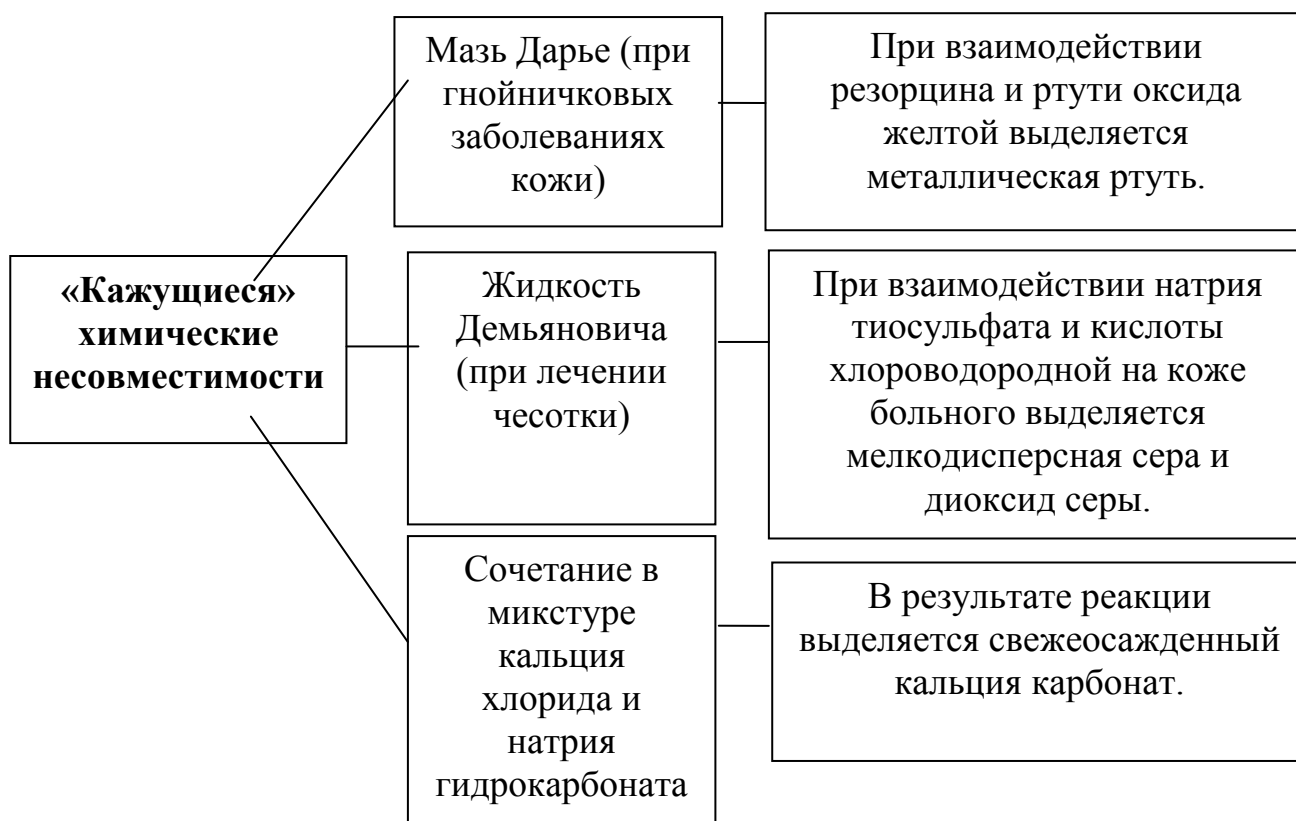 «Кажущиеся»
химические
несовместимости
Мазь Дарье (при
гнойничковых
заболеваниях
кожи)
При взаимодействии
резорцина и ртути оксида
желтой выделяется
металлическая ртуть.
Жидкость
Демьяновича
(при лечении
чесотки)
При взаимодействии натрия
тиосульфата и кислоты
хлороводородной на коже
больного выделяется
мелкодисперсная сера и
диоксид серы.
Сочетание в
микстуре
кальция
хлорида и
натрия
гидрокарбоната
В результате реакции
выделяется свежеосажденный
кальция карбонат.